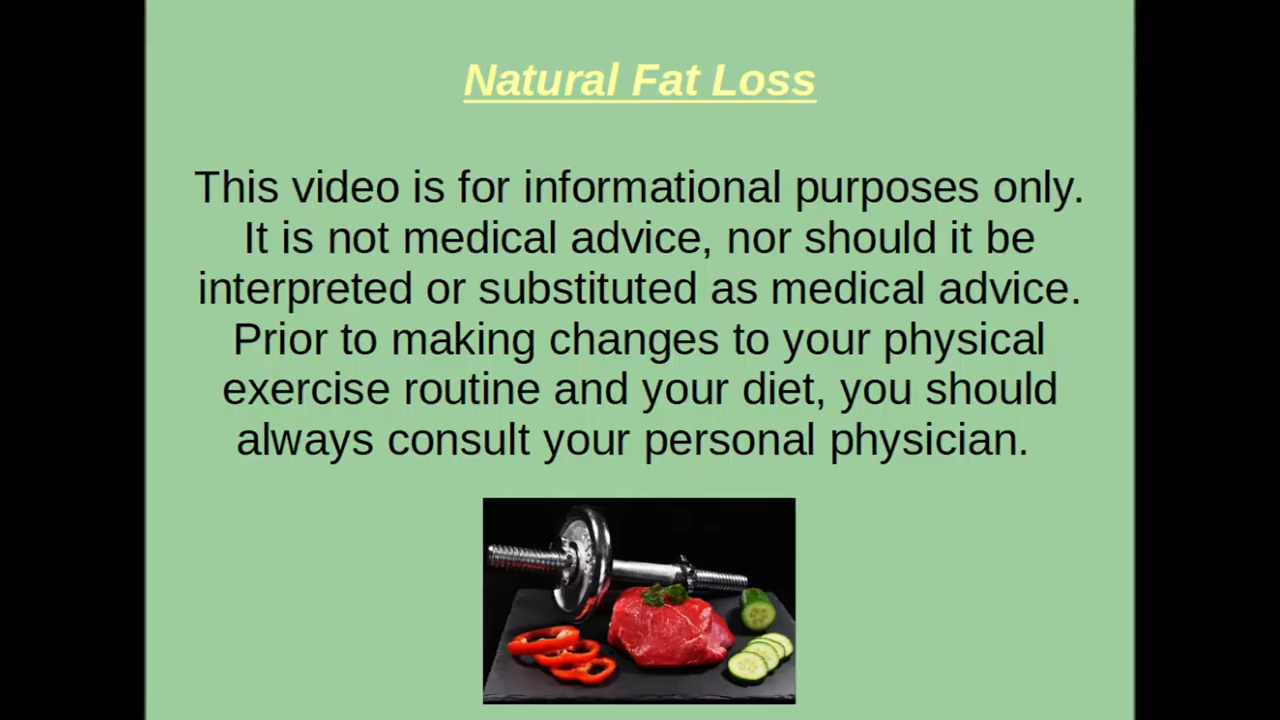 Natural Fat Loss
This video is for informational purposes only.
It is not medical advice, nor should it be
interpreted or substituted as medical advice.
Prior to making changes to your physical
exercise routine and your diet, you should
always consult your personal physician.